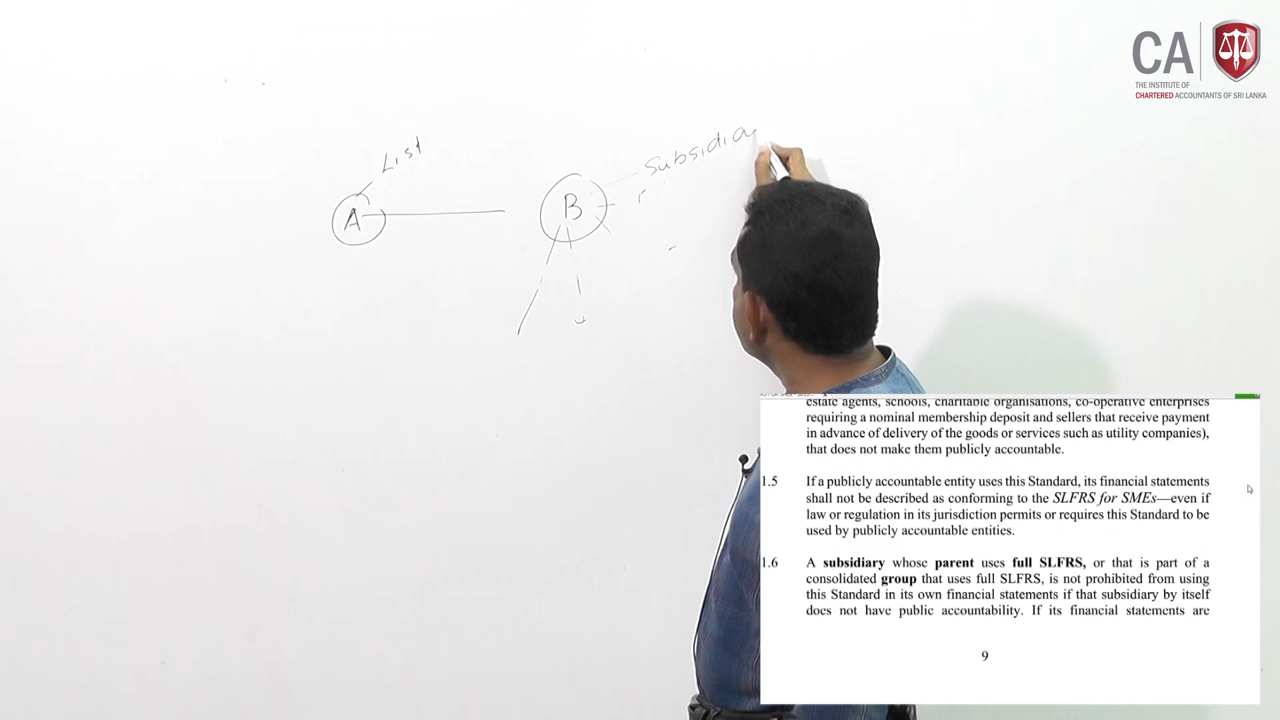 CA
THE INSTITUTE OF
CHARTERED ACCOUNTANTS OF SRI LANKA
List
A
B
Subsidia
estate agents, schools, charitable organisations, co-operative enterprises
requiring a nominal membership deposit and sellers that receive payment
in advance of delivery of the goods or services such as utility companies),
that does not make them publicly accountable.
1.5 If a publicly accountable entity uses this Standard, its financial statements
shall not be described as conforming to the SLFRS for SMEs—even if
law or regulation in its jurisdiction permits or requires this Standard to be
used by publicly accountable entities.
1.6 A subsidiary whose parent uses full SLFRS, or that is part of a
consolidated group that uses full SLFRS, is not prohibited from using
this Standard in its own financial statements if that subsidiary by itself
does not have public accountability. If its financial statements are
9